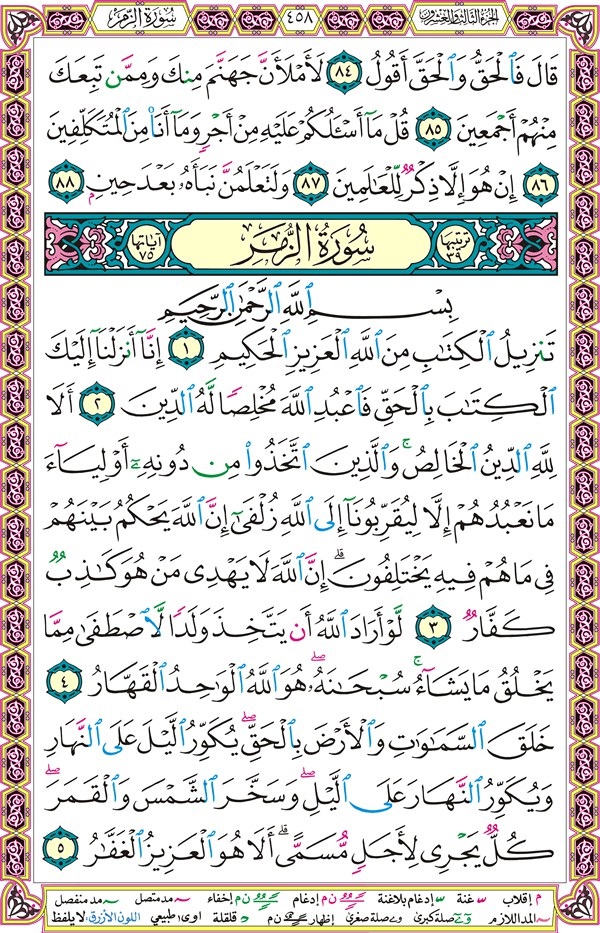 الجزء الثالث والعشرون
٤٥٨
سُورَةُ الزُّمَر
قَالَ فَٱلْحَقُّ وَٱلْحَقَّ أَقُولُ ٨٤ لَأَمْلَأَنَّ جَهَنَّمَ مِنكَ وَمِمَّن تَبِعَكَ
مِنْهُمْ أَجْمَعِينَ ٨٥ قُلْ مَآ أَسْـَٔلُكُمْ عَلَيْهِ مِنْ أَجْرٍ وَمَآ أَنَا۠ مِنَ ٱلْمُتَكَلِّفِينَ
٨٦ إِنْ هُوَ إِلَّا ذِكْرٌ لِّلْعَٰلَمِينَ ٨٧ وَلَتَعْلَمُنَّ نَبَأَهُۥ بَعْدَ حِينٍۭ ٨٨
ترتيبها ٣٩
سُورَةُ الزُّمَر
آياتها ٧٥
بِسْمِ ٱللَّهِ ٱلرَّحْمَٰنِ ٱلرَّحِيمِ
تَنزِيلُ ٱلْكِتَٰبِ مِنَ ٱللَّهِ ٱلْعَزِيزِ ٱلْحَكِيمِ ١ إِنَّآ أَنزَلْنَآ إِلَيْكَ
ٱلْكِتَٰبَ بِٱلْحَقِّ فَٱعْبُدِ ٱللَّهَ مُخْلِصًا لَّهُ ٱلدِّينَ ٢ أَلَا
لِلَّهِ ٱلدِّينُ ٱلْخَالِصُ ۚ وَٱلَّذِينَ ٱتَّخَذُوا۟ مِن دُونِهِۦٓ أَوْلِيَآءَ
مَا نَعْبُدُهُمْ إِلَّا لِيُقَرِّبُونَآ إِلَى ٱللَّهِ زُلْفَىٰٓ إِنَّ ٱللَّهَ يَحْكُمُ بَيْنَهُمْ
فِى مَا هُمْ فِيهِ يَخْتَلِفُونَ ۗ إِنَّ ٱللَّهَ لَا يَهْدِى مَنْ هُوَ كَٰذِبٌ
كَفَّارٌ ٣ لَّوْ أَرَادَ ٱللَّهُ أَن يَتَّخِذَ وَلَدًا لَّٱصْطَفَىٰ مِمَّا
يَخْلُقُ مَا يَشَآءُ ۚ سُبْحَٰنَهُۥ ۖ هُوَ ٱللَّهُ ٱلْوَٰحِدُ ٱلْقَهَّارُ ٤
خَلَقَ ٱلسَّمَٰوَٰتِ وَٱلْأَرْضَ بِٱلْحَقِّ ۖ يُكَوِّرُ ٱلَّيْلَ عَلَى ٱلنَّهَارِ
وَيُكَوِّرُ ٱلنَّهَارَ عَلَى ٱلَّيْلِ ۖ وَسَخَّرَ ٱلشَّمْسَ وَٱلْقَمَرَ ۖ
كُلٌّ يَجْرِى لِأَجَلٍ مُّسَمًّى ۗ أَلَا هُوَ ٱلْعَزِيزُ ٱلْغَفَّٰرُ ٥
م إقلاب غنة إدغام بلاغنة ن م إدغام ن م إخفاء مد متصل مد منفصل
المد اللازم صلة كبرى صلة صغرى إظهار ن م قلقلة اوى طبيعي اللون الأزرق: لا يلفظ